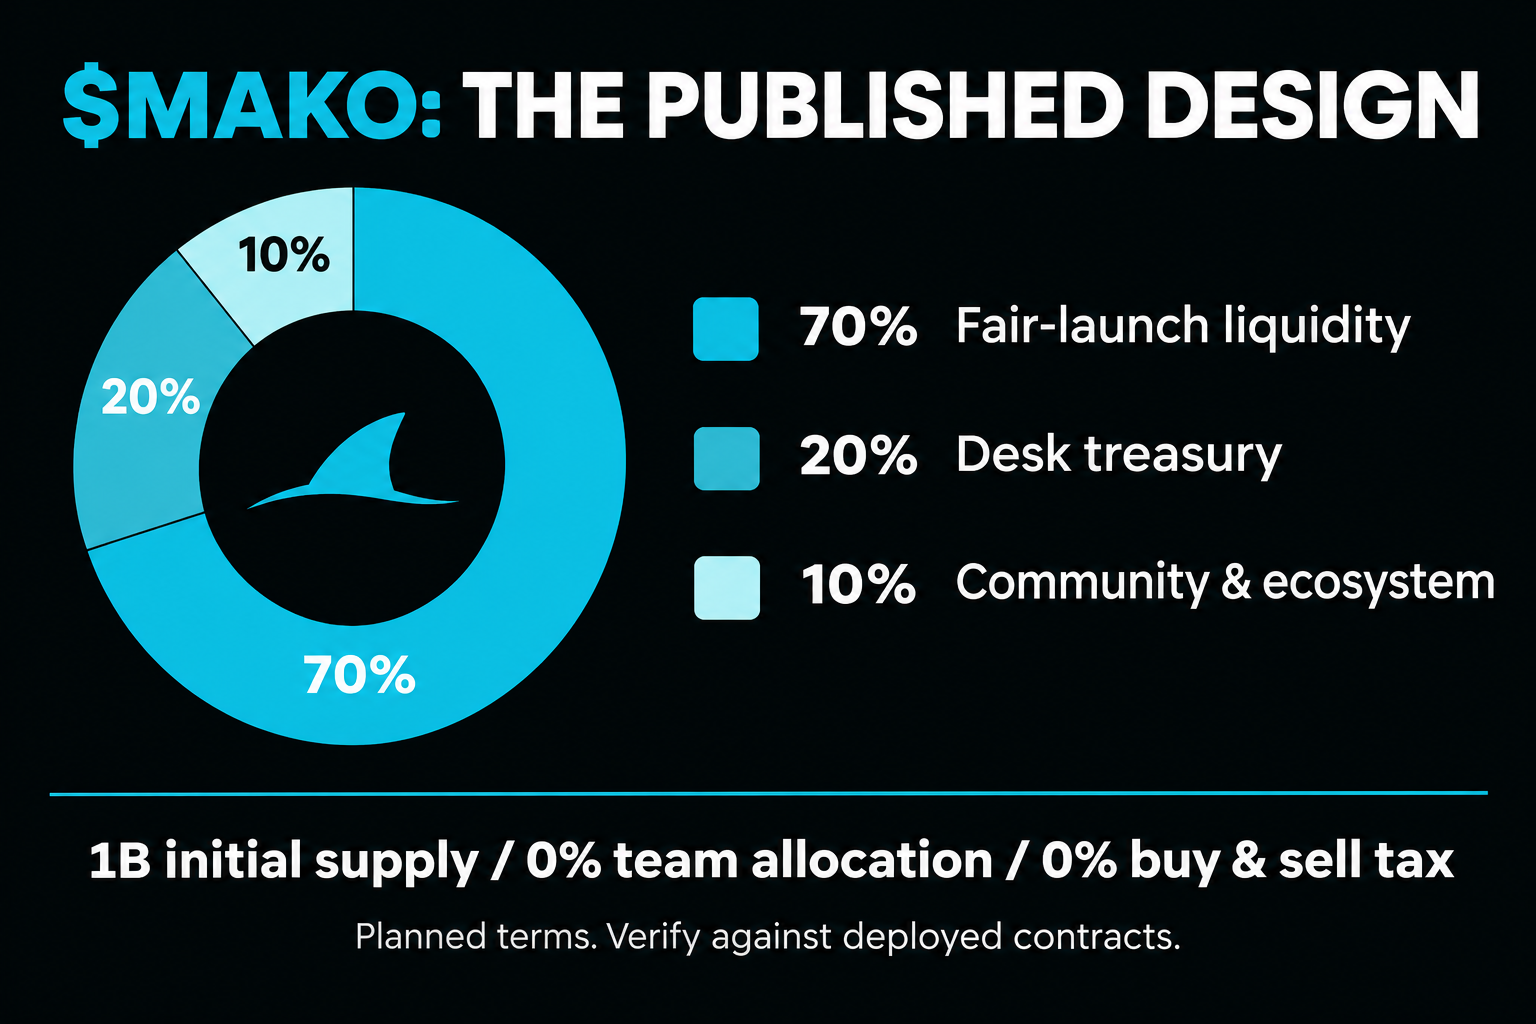 $MAKO: THE PUBLISHED DESIGN
10%
20%
70%
70% Fair-launch liquidity
20% Desk treasury
10% Community & ecosystem
1B initial supply / 0% team allocation / 0% buy & sell tax
Planned terms. Verify against deployed contracts.